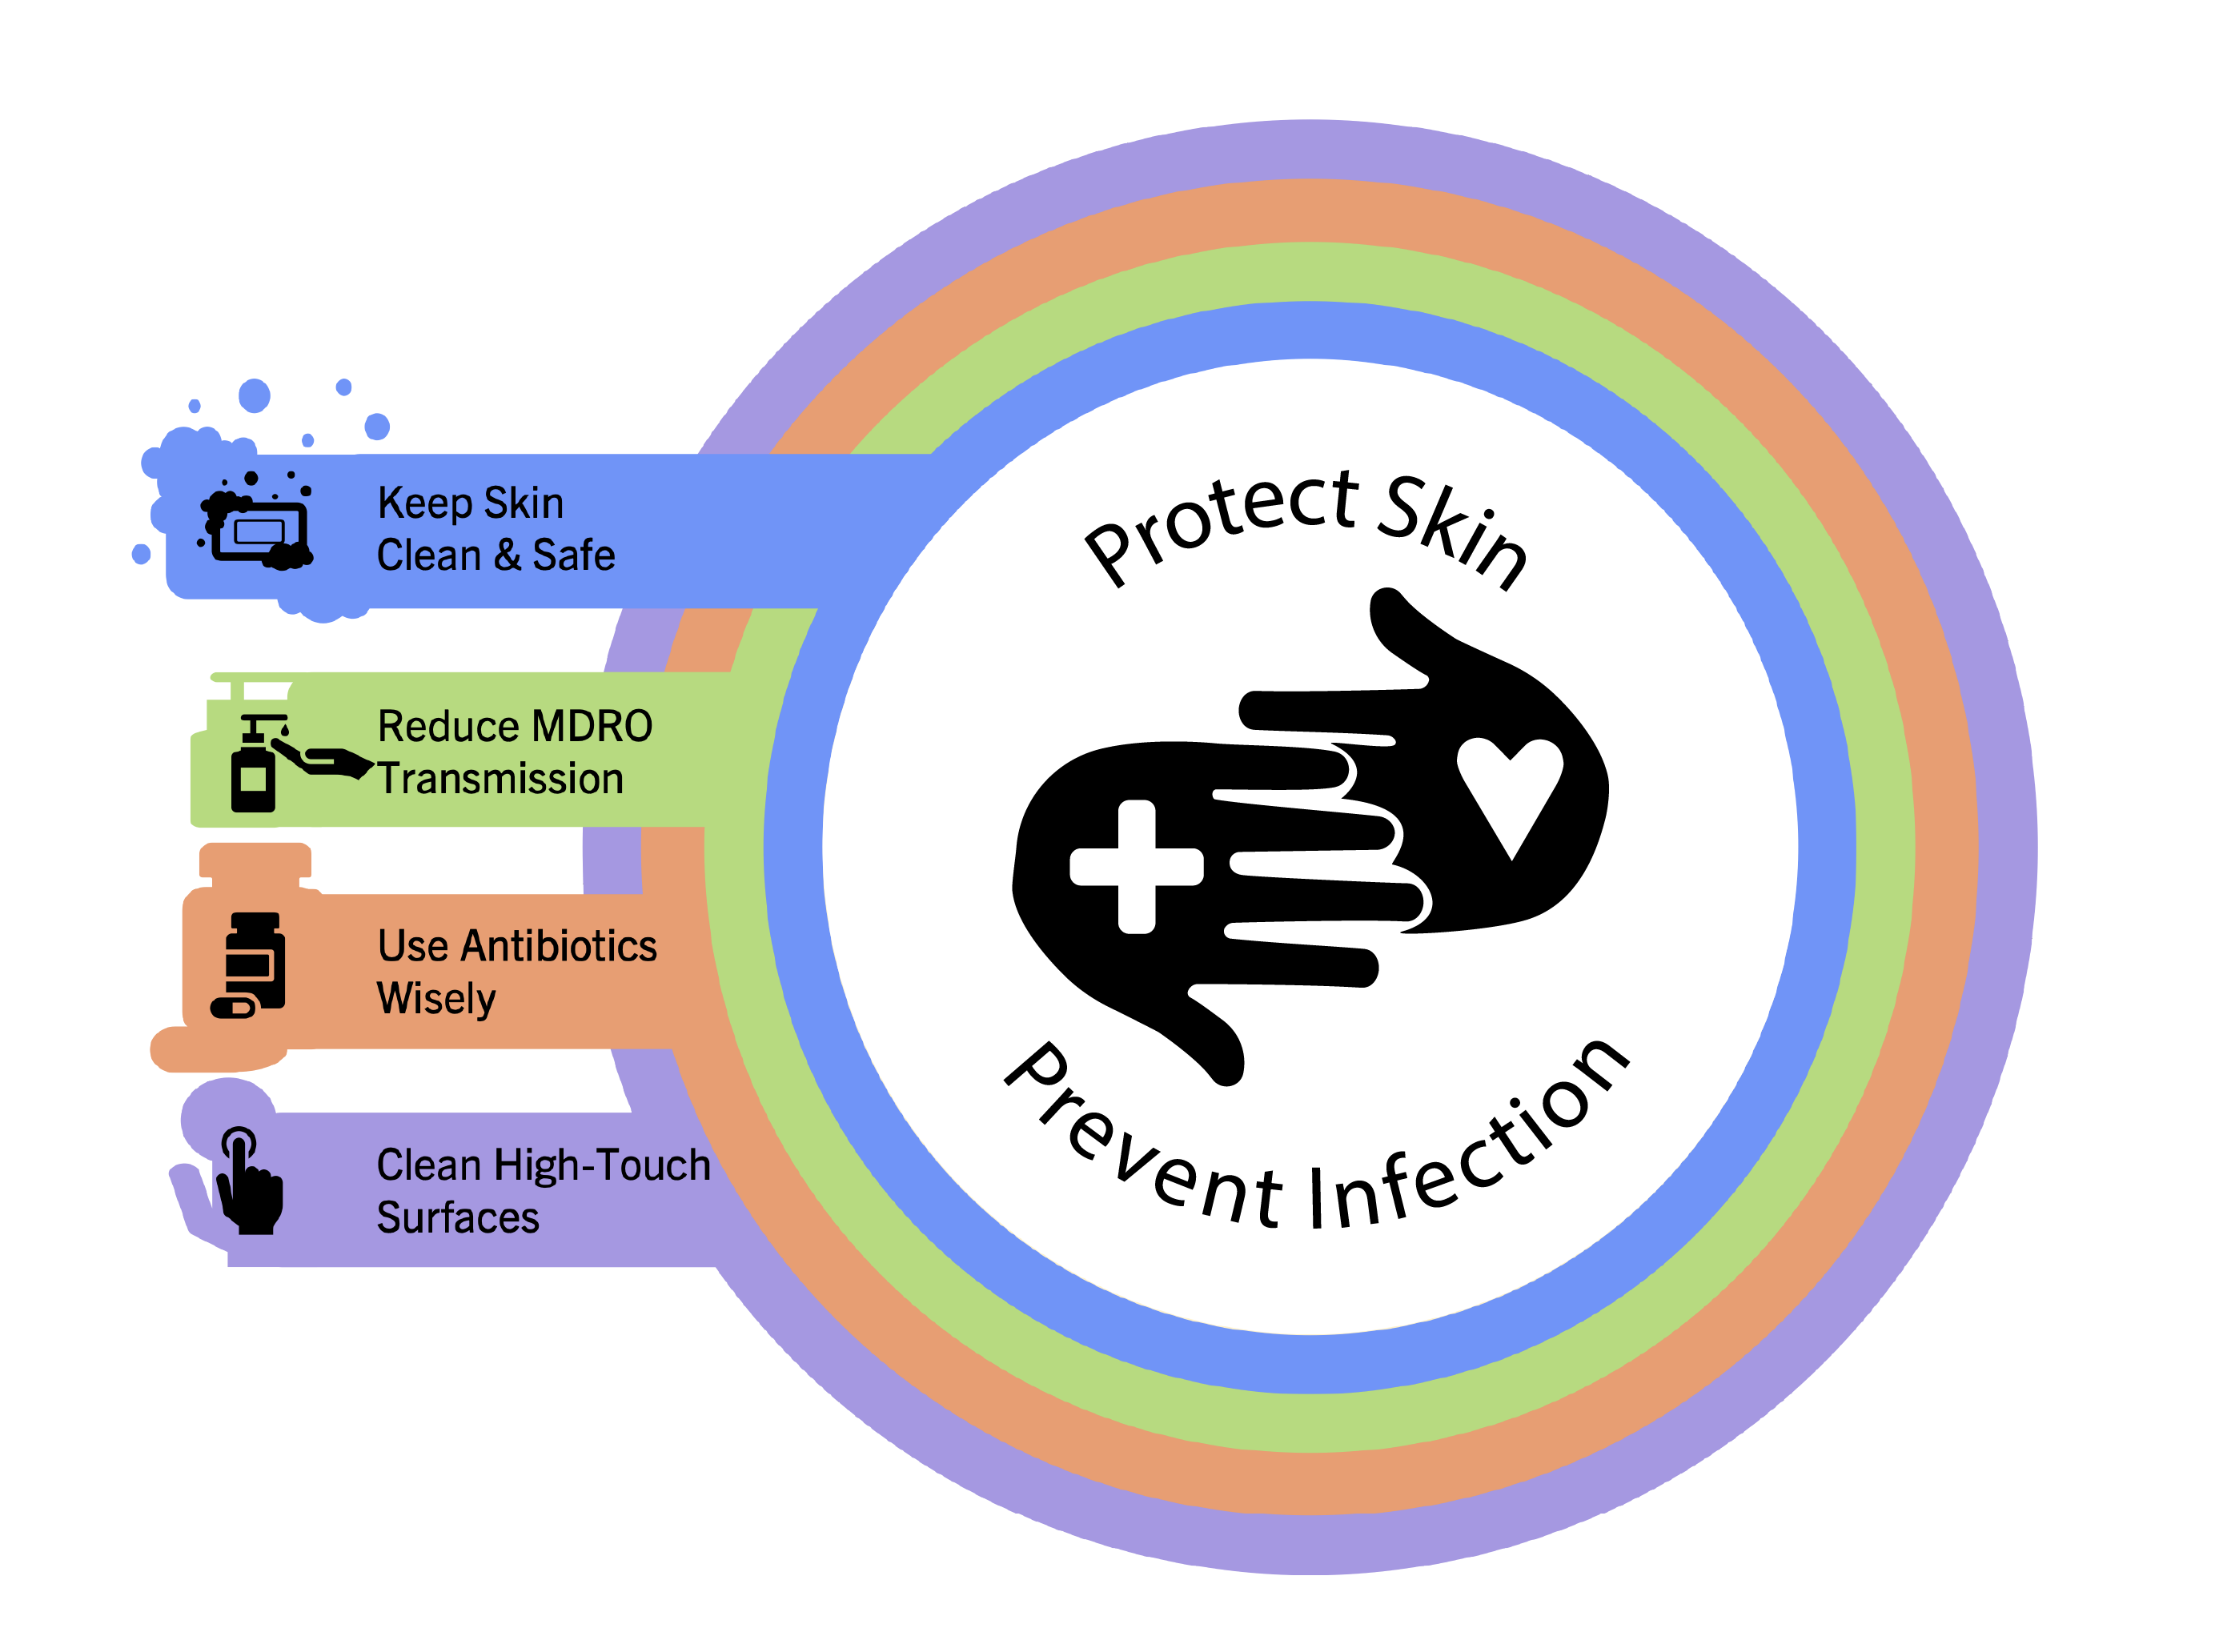 Keep Skin
Clean & Safe
Reduce MDRO
Transmission
Use Antibiotics
Wisely
Clean High-Touch
Surfaces
Protect Skin
Prevent Infection